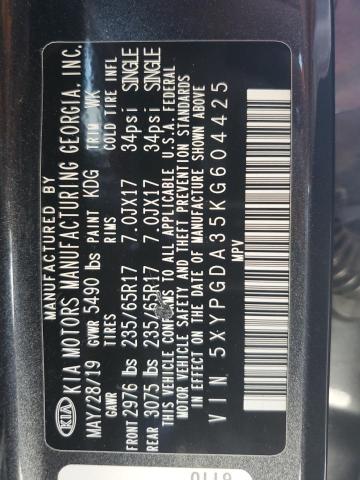 MANUFACTURED BY
KIA KIA MOTORS MANUFACTURING GEORGIA, INC.
MAY/28/19 GVWR 5490 lbs PAINT KDG TRIM WK
GAWR TIRES RIMS COLD TIRE INFL
FRONT 2976 lbs 235/65R17 7.0JX17 34psi SINGLE
REAR 3075 lbs 235/65R17 7.0JX17 34psi SINGLE
THIS VEHICLE CONFORMS TO ALL APPLICABLE U.S.A. FEDERAL
MOTOR VEHICLE SAFETY AND BUMPER STANDARDS
IN EFFECT ON THE DATE OF MANUFACTURE SHOWN ABOVE
VIN 5XYPGDA35KG604425
MPV